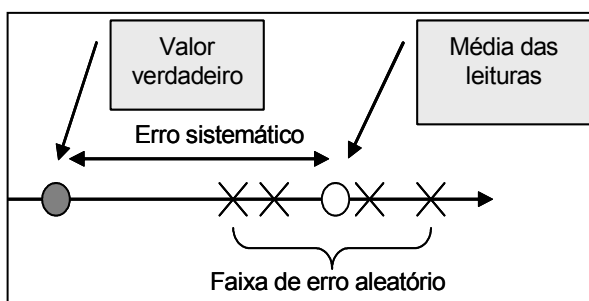 Valor
verdadeiro
Média das
leituras
Erro sistemático
Faixa de erro aleatório